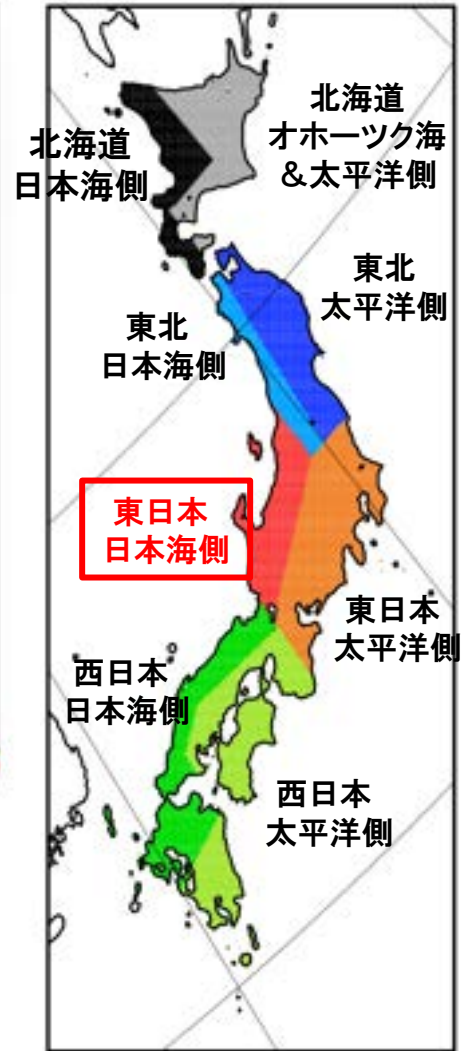 北海道
日本海側
北海道
オホーツク海
＆太平洋側
東北
太平洋側
東北
日本海側
東日本
日本海側
東日本
太平洋側
西日本
日本海側
西日本
太平洋側